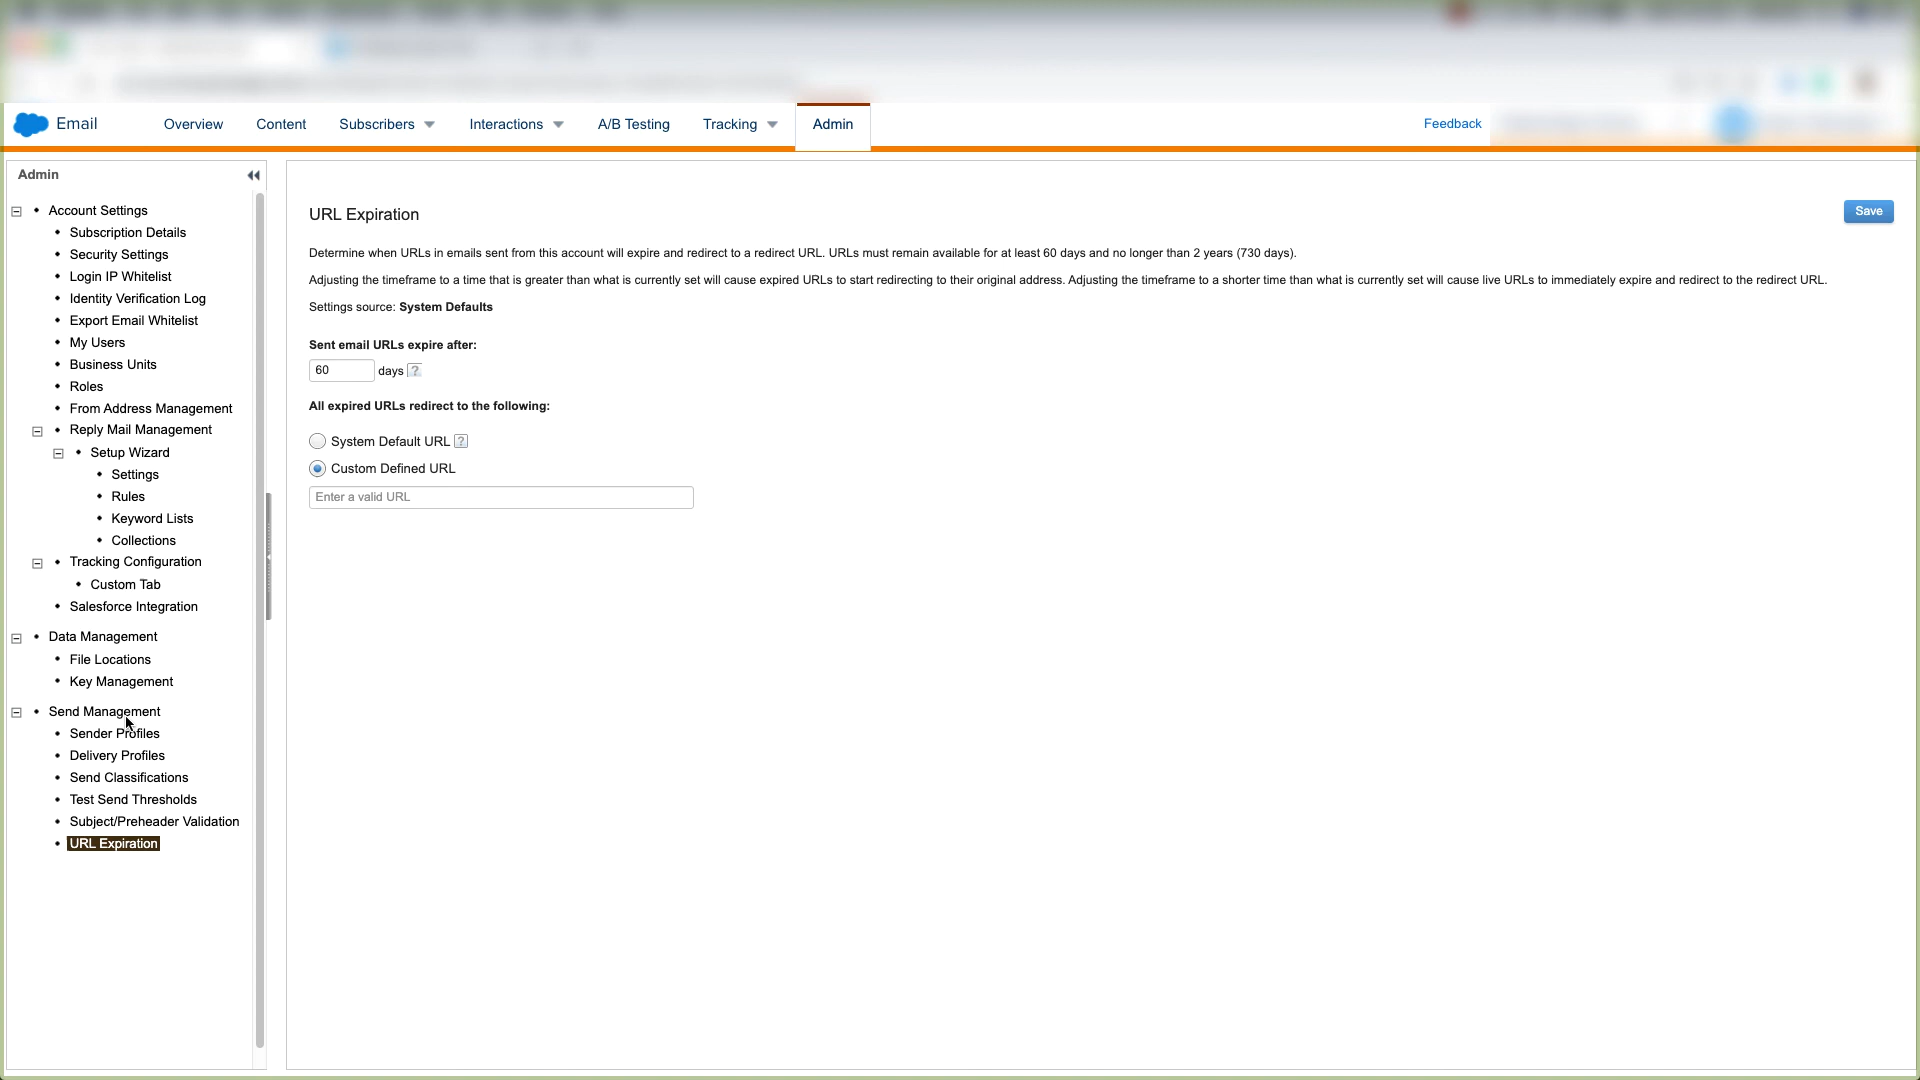 Email
Overview
Content
Subscribers
Interactions
A/B Testing
Tracking
Admin
Feedback
Admin
Account Settings
Subscription Details
Security Settings
Login IP Whitelist
Identity Verification Log
Export Email Whitelist
My Users
Business Units
Roles
From Address Management
Reply Mail Management
Setup Wizard
Settings
Rules
Keyword Lists
Collections
Tracking Configuration
Custom Tab
Salesforce Integration
Data Management
File Locations
Key Management
Send Management
Sender Profiles
Delivery Profiles
Send Classifications
Test Send Thresholds
Subject/Preheader Validation
URL Expiration
URL Expiration
Save
Determine when URLs in emails sent from this account will expire and redirect to a redirect URL. URLs must remain available for at least 60 days and no longer than 2 years (730 days).
Adjusting the timeframe to a time that is greater than what is currently set will cause expired URLs to start redirecting to their original address. Adjusting the timeframe to a shorter time than what is currently set will cause live URLs to immediately expire and redirect to the redirect URL.
Settings source: System Defaults
Sent email URLs expire after:
60 days ?
All expired URLs redirect to the following:
System Default URL ?
Custom Defined URL
Enter a valid URL